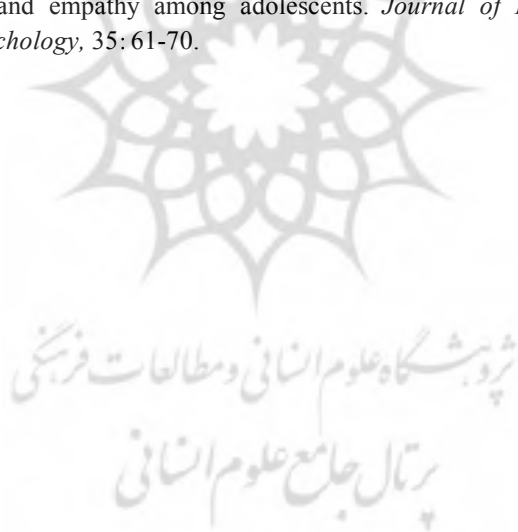 and empathy among adolescents. Journal of
chology, 35: 61-70.
پژوهشگاه علوم انسانی و مطالعات فرهنگی
پرتال جامع علوم انسانی